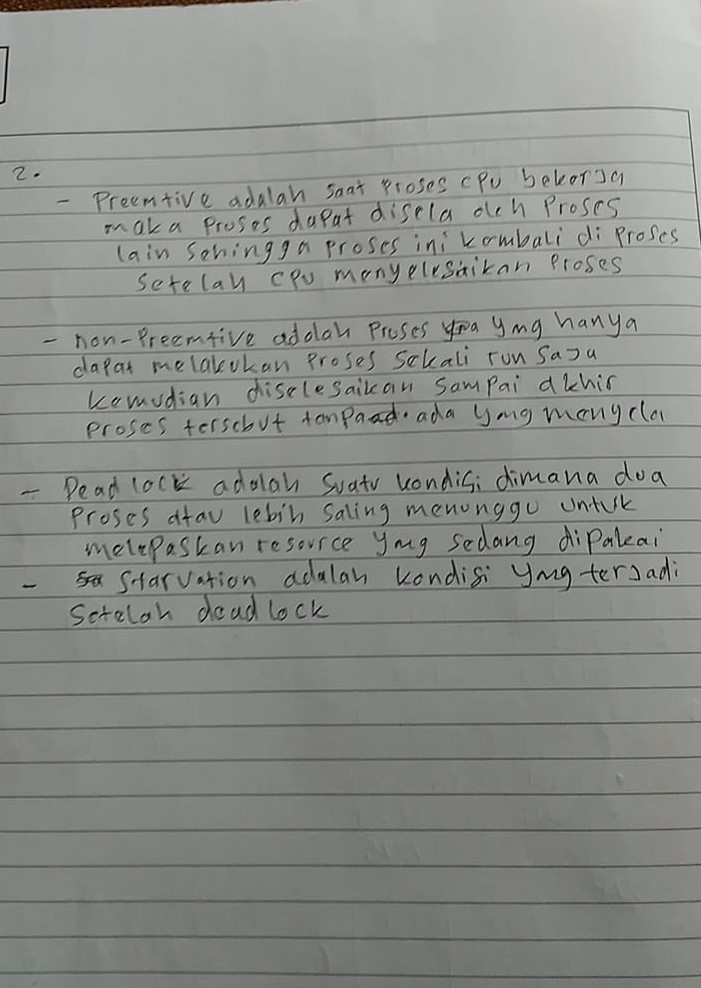 2.
- Preemtive adalah saat proses CPU bekerja
maka proses dapat disela oleh proses
lain sehingga proses ini kembali di proses
setelah CPU menyelesaikan proses
- non-Preemtive adalah proses yang hanya
dapat melakukan proses sekali run saja
kemudian diselesaikan sampai akhir
proses tersebut tanpa ada yang menyela
- Dead lock adalah suatu kondisi dimana dua
proses atau lebih saling menunggu untuk
melepaskan resource yang sedang dipakai
- Starvation adalah kondisi yang terjadi
setelah dead lock